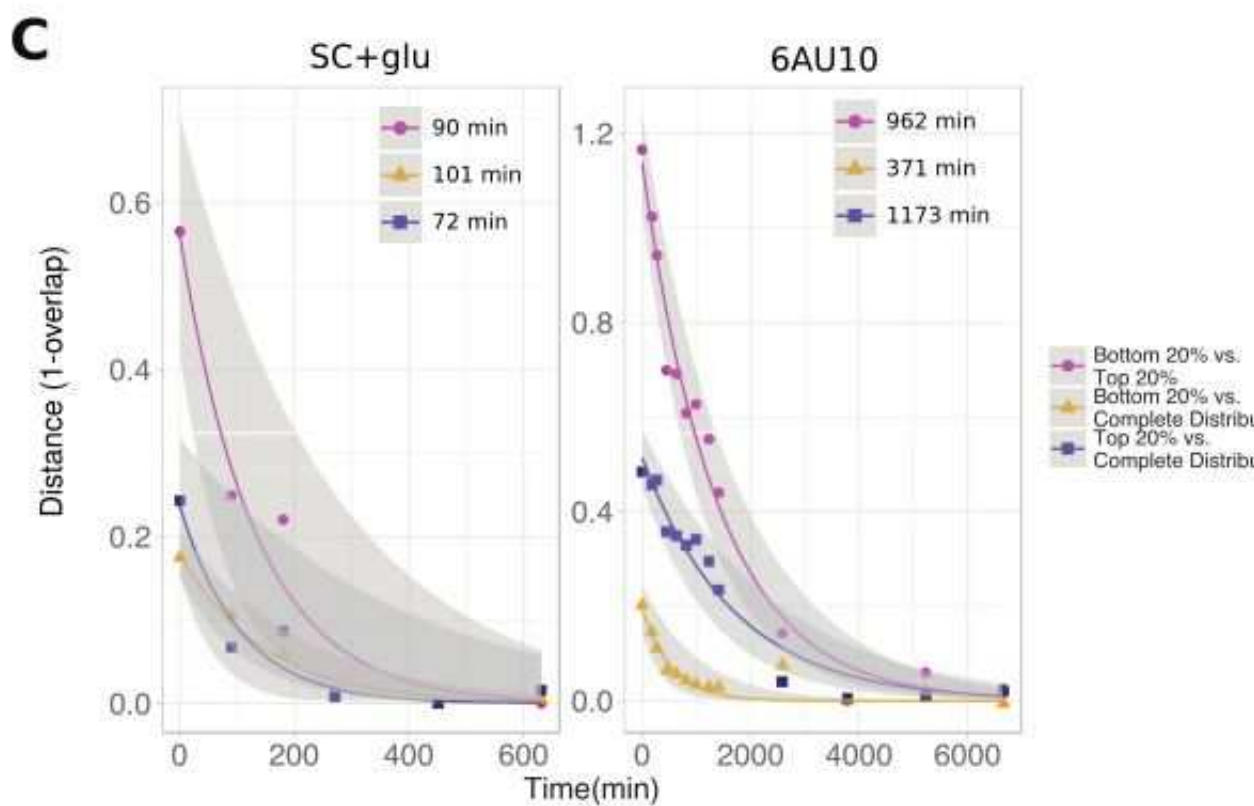 C
SC+glu
6AU10
90 min
101 min
72 min
962 min
371 min
1173 min
Distance (1-overlap)
0.6
0.4
0.2
0.0
1.2
0.8
0.4
0.0
0 200 400 600
0 2000 4000 6000
Time(min)
Bottom 20% vs.
Top 20%
Bottom 20% vs.
Complete Distribu
Top 20% vs.
Complete Distribu